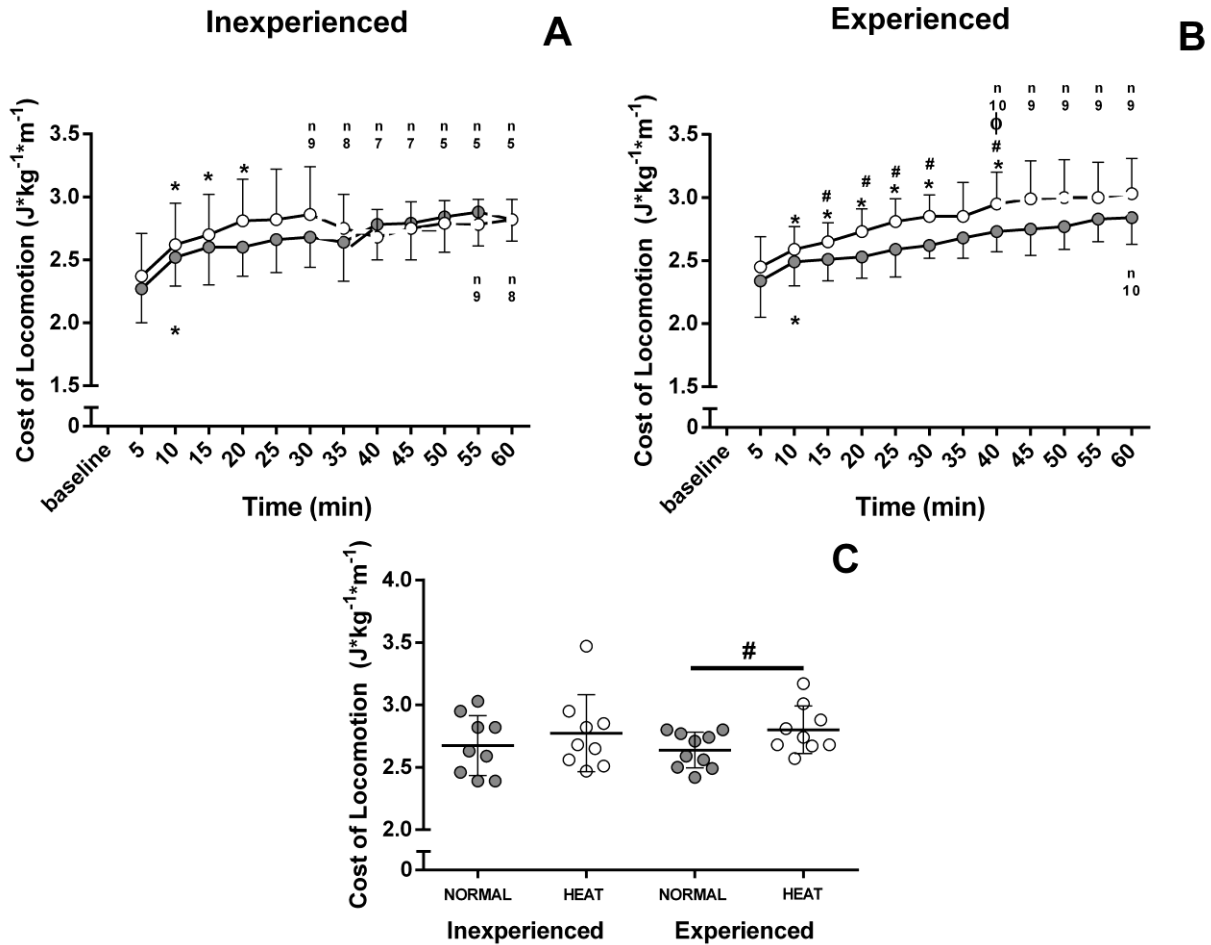 Inexperienced
A
Cost of Locomotion (J*kg⁻¹*m⁻¹)
3.5
3.0
2.5
2.0
1.5
0
n n n n n n n
9 8 7 7 5 5 5
* * *
*
n n
9 8
baseline 5 10 15 20 25 30 35 40 45 50 55 60
Time (min)
Experienced
B
Cost of Locomotion (J*kg⁻¹*m⁻¹)
3.5
3.0
2.5
2.0
1.5
0
n n n n n
10 9 9 9 9
Φ
# # # # #
* * * * * *
*
n
10
baseline 5 10 15 20 25 30 35 40 45 50 55 60
Time (min)
C
Cost of Locomotion (J*kg⁻¹*m⁻¹)
4.0
3.5
3.0
2.5
2.0
0
#
NORMAL HEAT NORMAL HEAT
Inexperienced Experienced